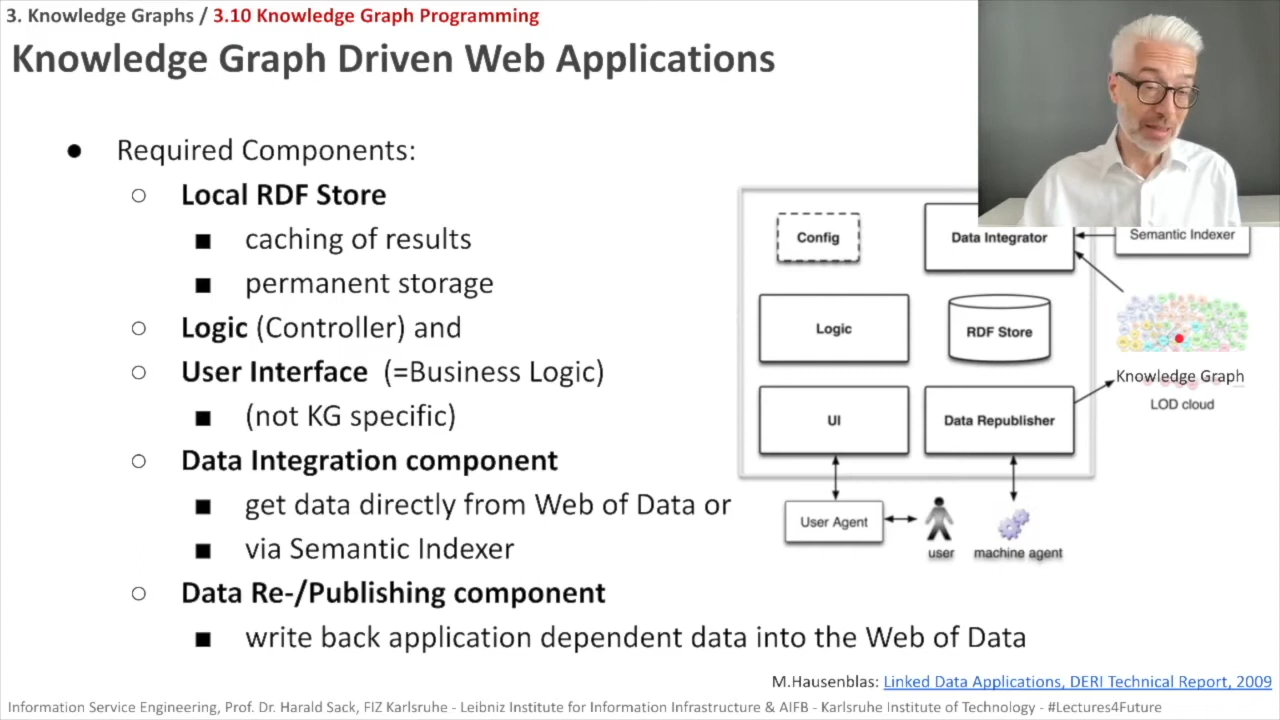 3. Knowledge Graphs / 3.10 Knowledge Graph Programming
Knowledge Graph Driven Web Applications
● Required Components:
○ Local RDF Store
■ caching of results
■ permanent storage
○ Logic (Controller) and
○ User Interface (=Business Logic)
■ (not KG specific)
○ Data Integration component
■ get data directly from Web of Data or
■ via Semantic Indexer
○ Data Re-/Publishing component
■ write back application dependent data into the Web of Data
Config
Data Integrator
Semantic Indexer
Logic
RDF Store
Knowledge Graph
LOD cloud
UI
Data Republisher
User Agent
user
machine agent
M.Hausenblas: Linked Data Applications, DERI Technical Report, 2009
Information Service Engineering, Prof. Dr. Harald Sack, FIZ Karlsruhe - Leibniz Institute for Information Infrastructure & AIFB - Karlsruhe Institute of Technology - #Lectures4Future